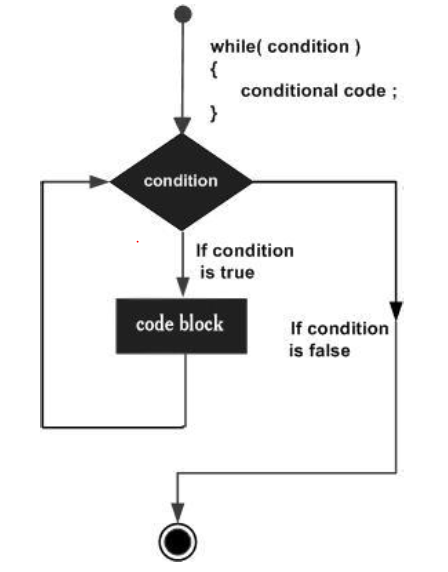 while( condition )
{
conditional code ;
}
condition
If condition
is true
code block
If condition
is false